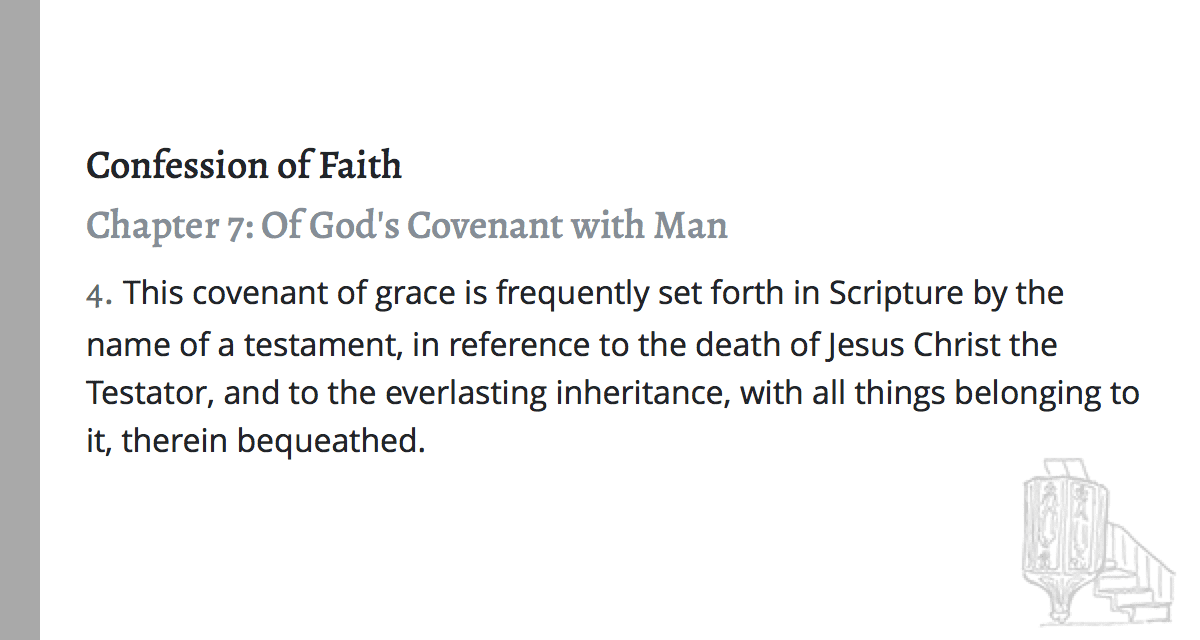 Confession of Faith
Chapter 7: Of God's Covenant with Man
4. This covenant of grace is frequently set forth in Scripture by the
name of a testament, in reference to the death of Jesus Christ the
Testator, and to the everlasting inheritance, with all things belonging to
it, therein bequeathed.